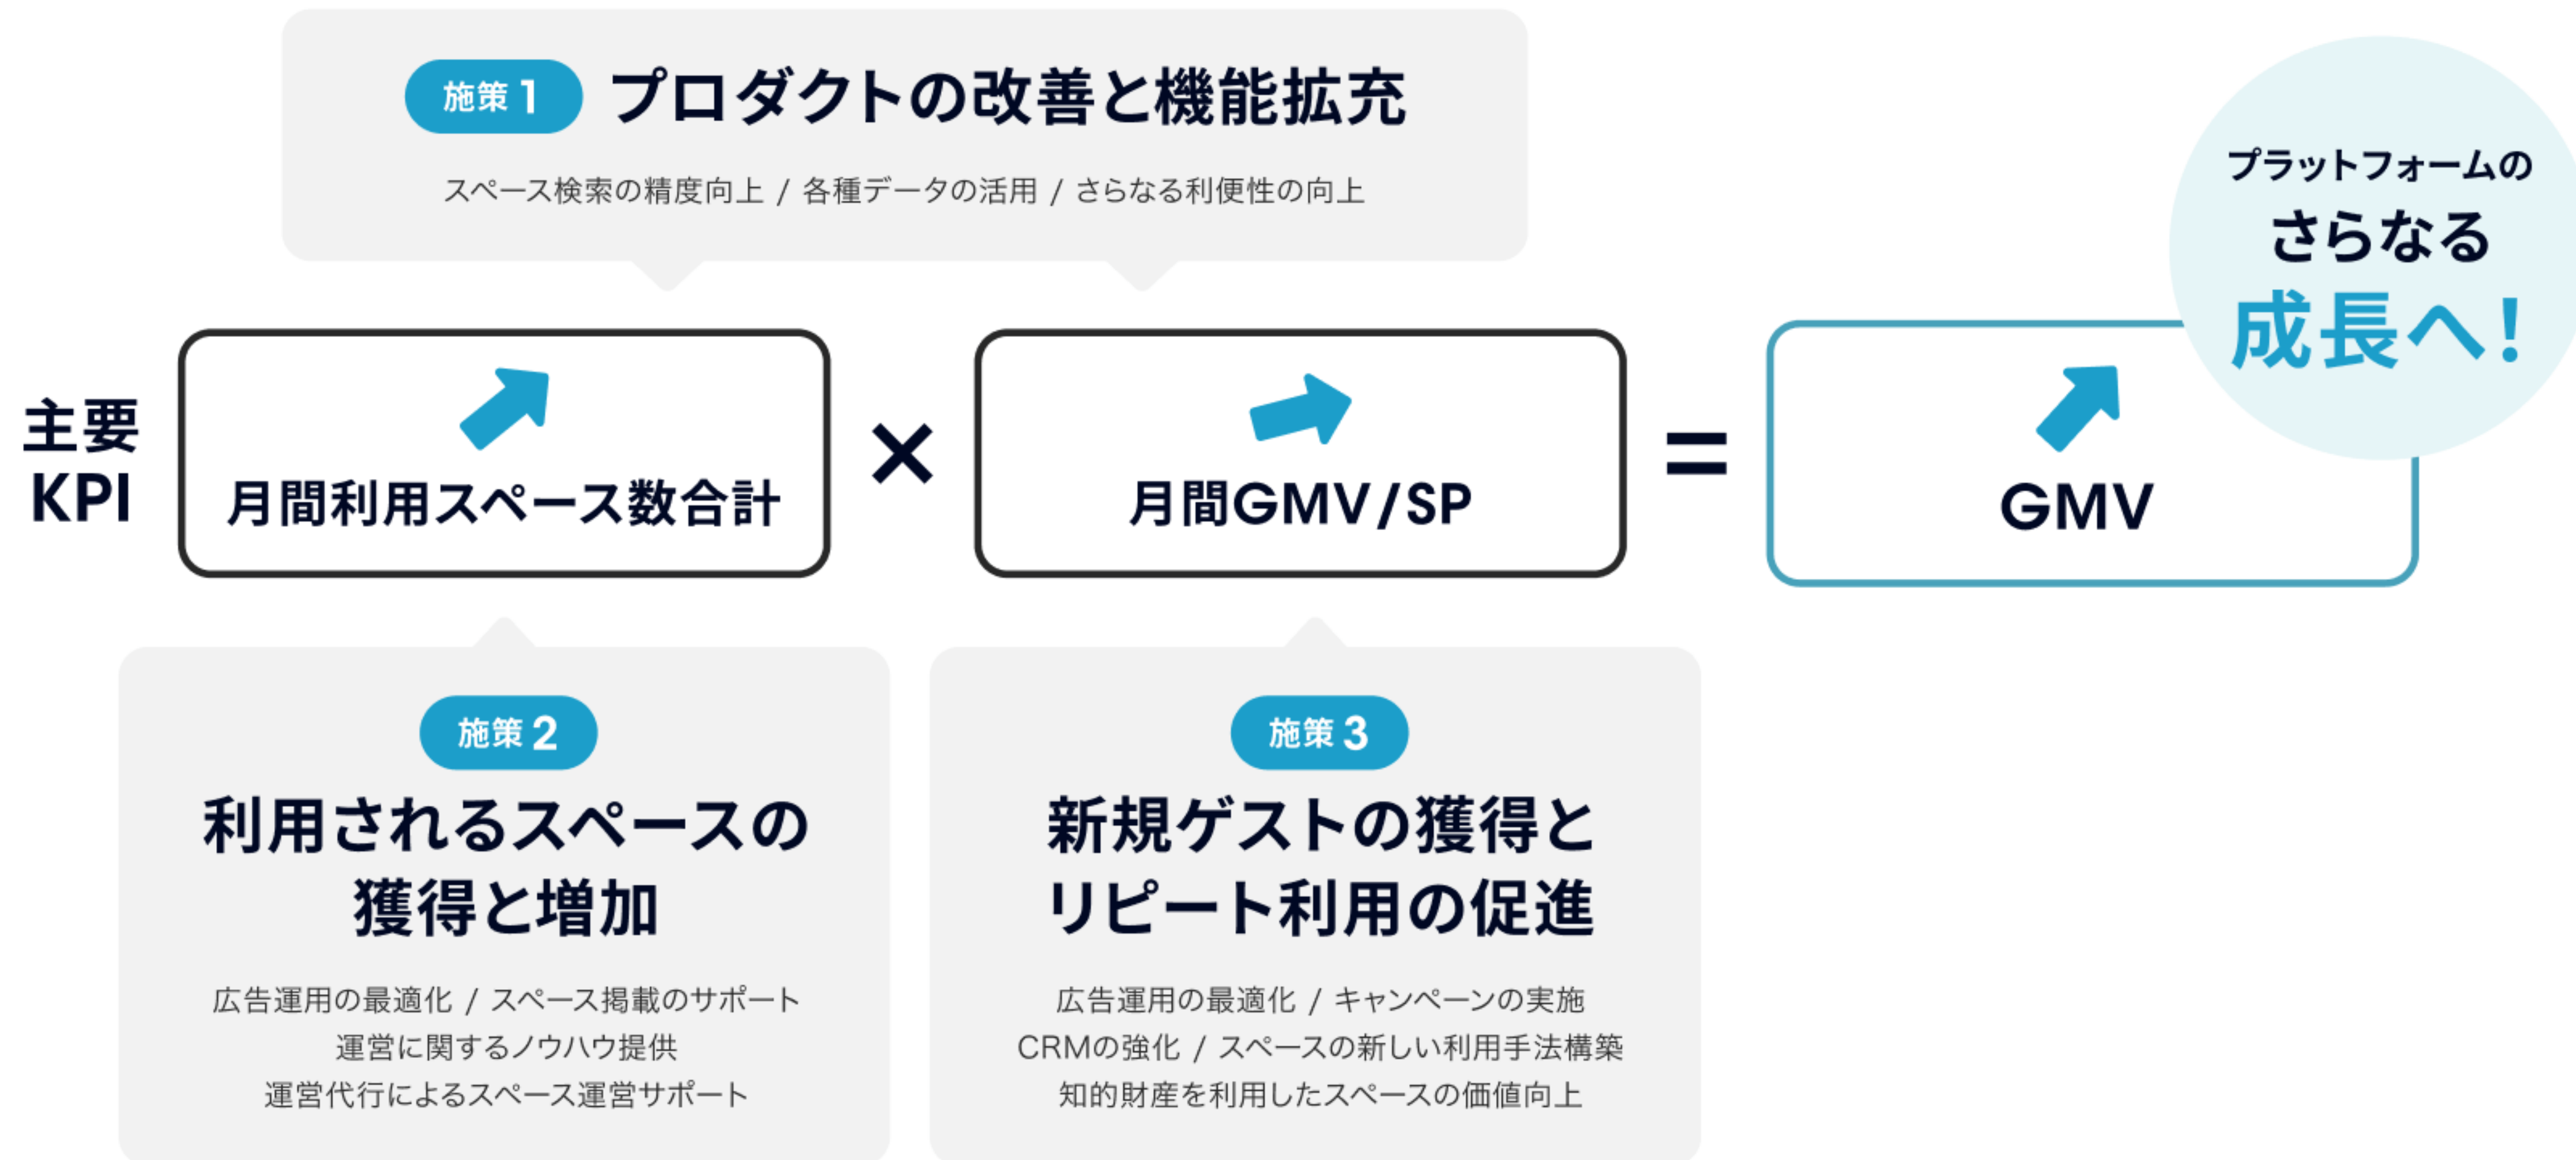 施策 1 プロダクトの改善と機能拡充
スペース検索の精度向上 / 各種データの活用 / さらなる利便性の向上
プラットフォームの
さらなる
成長へ!
主要
KPI
月間利用スペース数合計
×
月間GMV/SP
=
GMV
施策 2
利用されるスペースの
獲得と増加
広告運用の最適化 / スペース掲載のサポート
運営に関するノウハウ提供
運営代行によるスペース運営サポート
施策 3
新規ゲストの獲得と
リピート利用の促進
広告運用の最適化 / キャンペーンの実施
CRMの強化 / スペースの新しい利用手法構築
知的財産を利用したスペースの価値向上